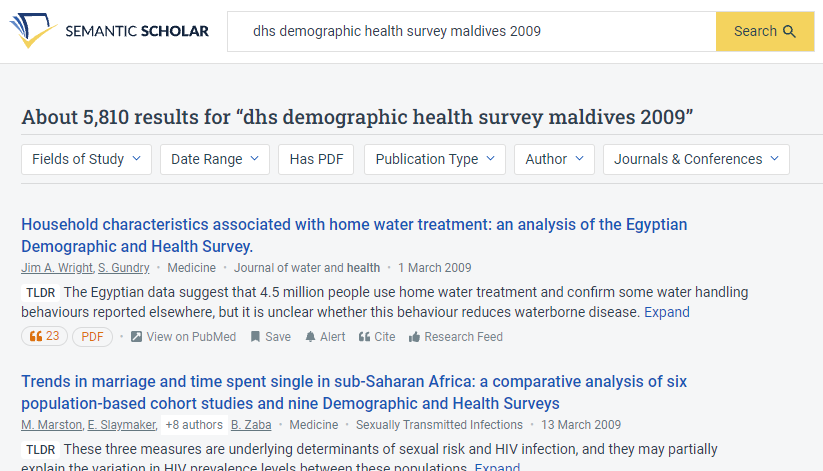 SEMANTIC SCHOLAR
dhs demographic health survey maldives 2009
Search
About 5,810 results for “dhs demographic health survey maldives 2009”
Fields of Study Date Range Has PDF Publication Type Author Journals & Conferences
Household characteristics associated with home water treatment: an analysis of the Egyptian
Demographic and Health Survey.
Jim A. Wright, S. Gundry · Medicine · Journal of water and health · 1 March 2009
TLDR The Egyptian data suggest that 4.5 million people use home water treatment and confirm some water handling
behaviours reported elsewhere, but it is unclear whether this behaviour reduces waterborne disease. Expand
23 PDF · View on PubMed Save Alert Cite Research Feed
Trends in marriage and time spent single in sub-Saharan Africa: a comparative analysis of six
population-based cohort studies and nine Demographic and Health Surveys
M. Marston, E. Slaymaker, +8 authors B. Zaba · Medicine · Sexually Transmitted Infections · 13 March 2009
TLDR These three measures are underlying determinants of sexual risk and HIV infection, and they may partially
explain the variation in HIV prevalence levels between these populations. Expand